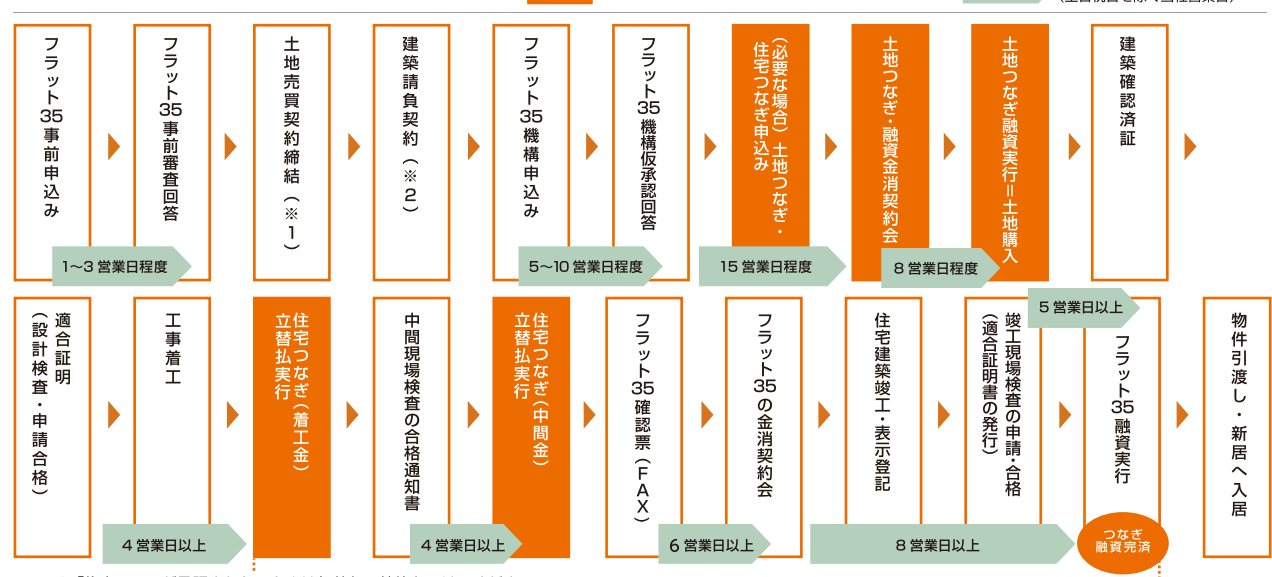 フラット35事前申込み
フラット35事前審査回答
1〜3営業日程度
土地売買契約締結（※1）
建築請負契約（※2）
フラット35機構申込み
フラット35機構仮承認回答
5〜10営業日程度
（必要な場合）土地つなぎ・
住宅つなぎ申込み
15営業日程度
土地つなぎ・融資金消契約会
土地つなぎ融資実行＝土地購入
8営業日程度
建築確認済証
適合証明
（設計検査・申請合格）
工事着工
4営業日以上
住宅つなぎ（着工金）
立替払実行
中間現場検査の合格通知書
4営業日以上
住宅つなぎ（中間金）
立替払実行
フラット35確認票（FAX）
6営業日以上
フラット35の金消契約会
住宅建築竣工・表示登記
竣工現場検査の申請・合格
（適合証明書の発行）
8営業日以上
5営業日以上
フラット35融資実行
つなぎ
融資完済
物件引渡し・新居へ入居